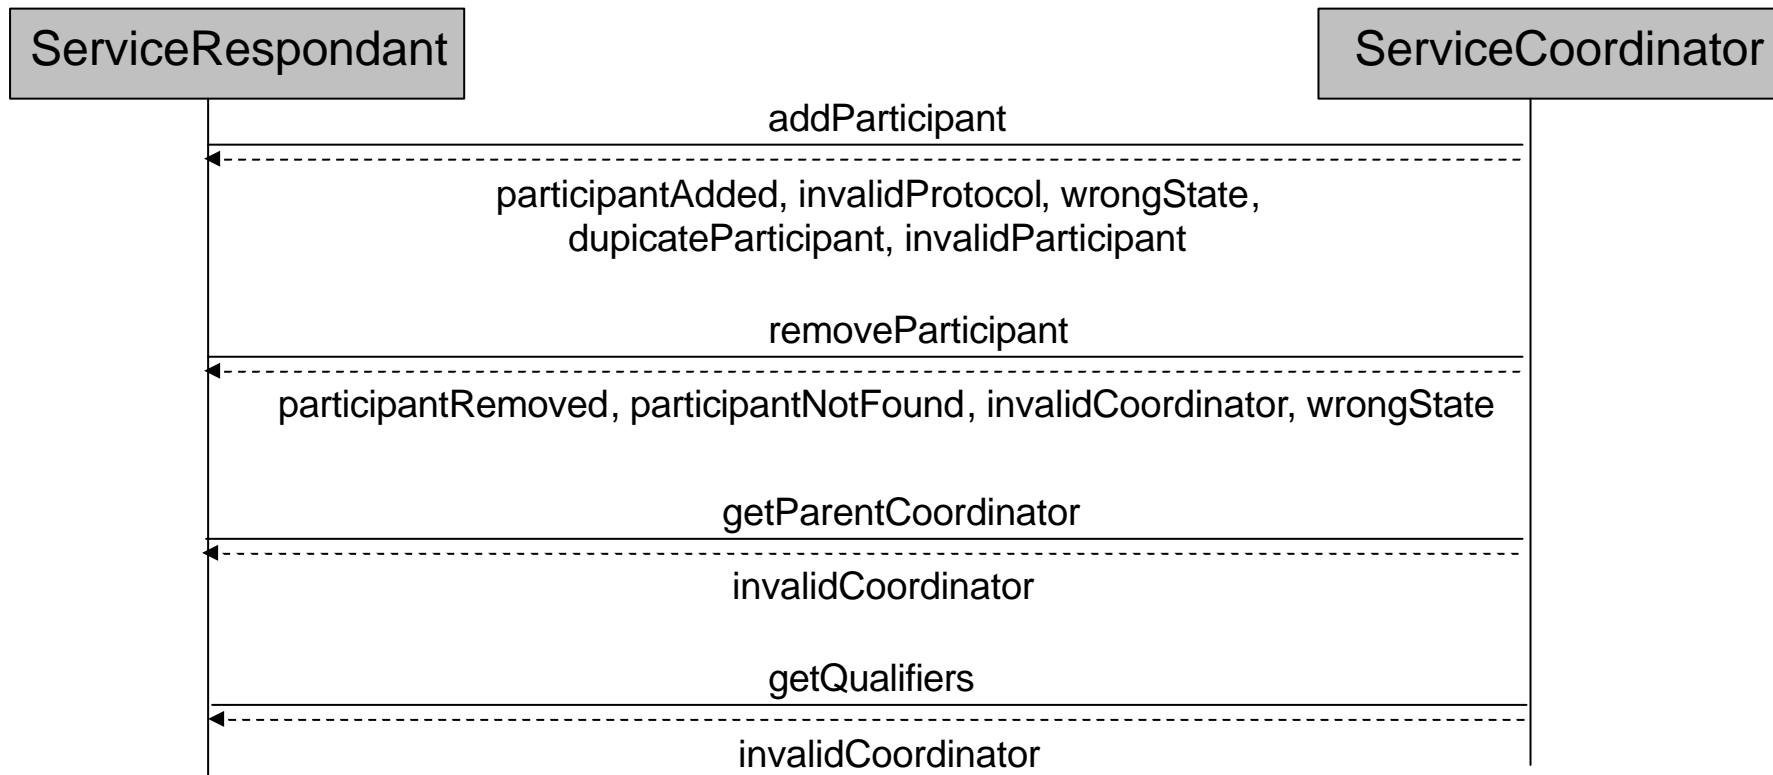 ServiceRespondant
ServiceCoordinator
addParticipant
participantAdded, invalidProtocol, wrongState,
dupicateParticipant, invalidParticipant
removeParticipant
participantRemoved, participantNotFound, invalidCoordinator, wrongState
getParentCoordinator
invalidCoordinator
getQualifiers
invalidCoordinator